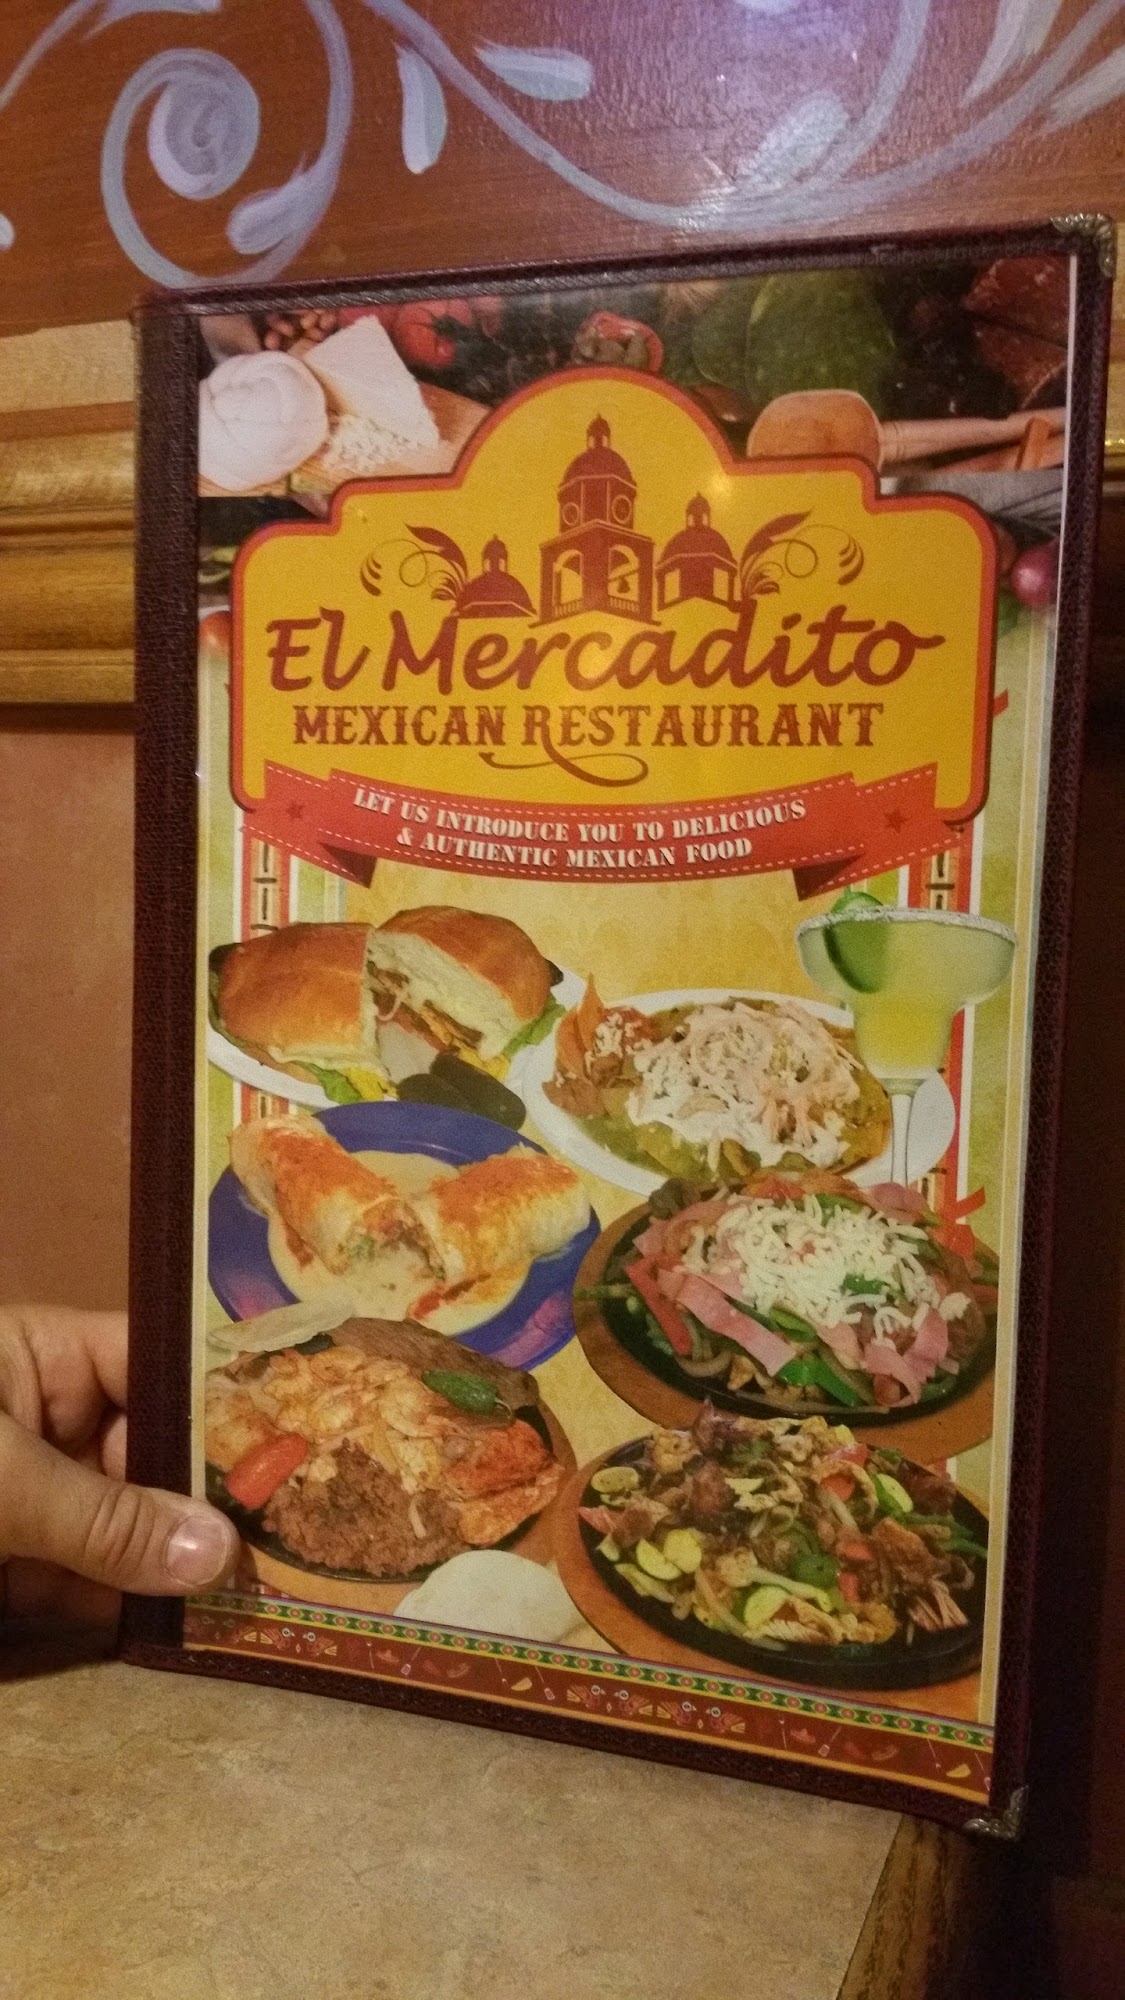 El Mercadito
MEXICAN RESTAURANT
LET US INTRODUCE YOU TO DELICIOUS
& AUTHENTIC MEXICAN FOOD